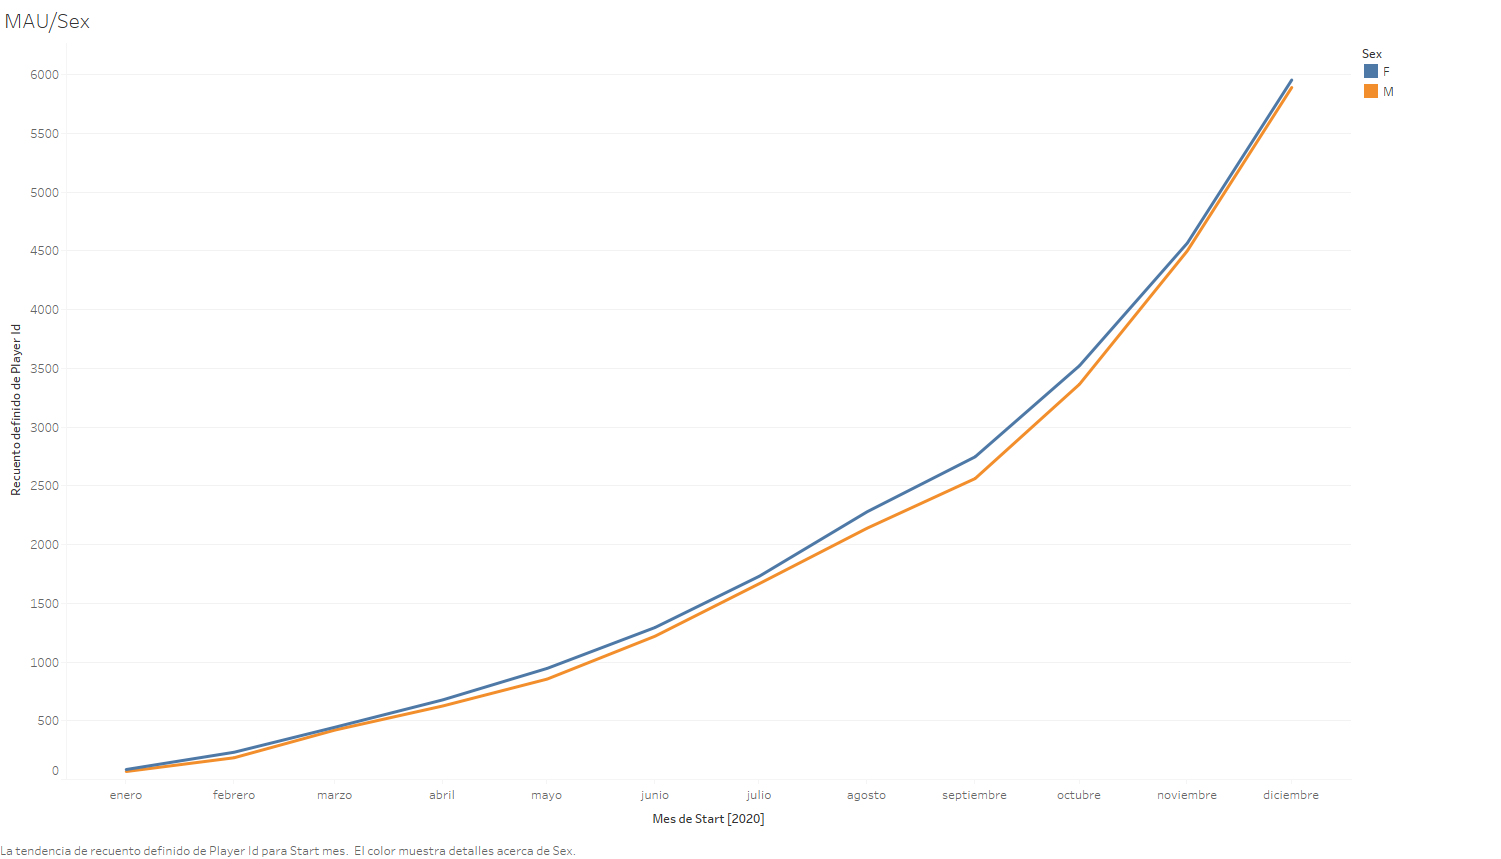 MAU/Sex
Sex
F
M
6000
5500
5000
4500
4000
3500
3000
2500
2000
1500
1000
500
0
Recuento definido de Player Id
enero febrero marzo abril mayo junio julio agosto septiembre octubre noviembre diciembre
Mes de Start [2020]
La tendencia de recuento definido de Player Id para Start mes. El color muestra detalles acerca de Sex.